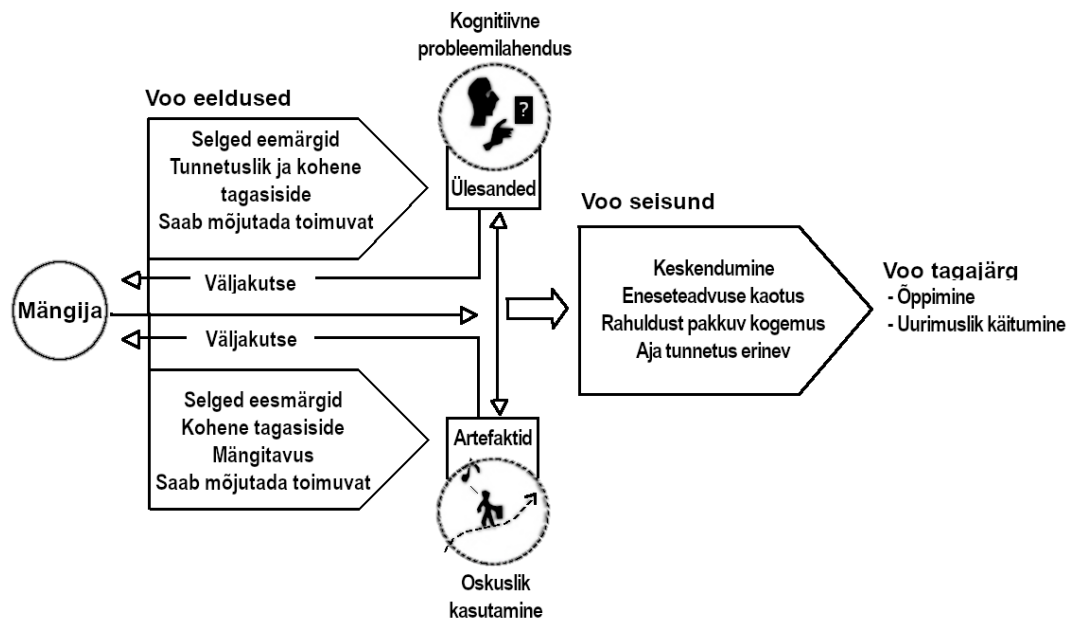 Kognitiivne
probleemilahendus
?
Voo eeldused
Selged eemärgid
Tunnetuslik ja kohene
tagasiside
Saab mõjutada toimuvat
Ülesanded
Väljakutse
Mängija
Väljakutse
Selged eesmärgid
Kohene tagasiside
Mängitavus
Saab mõjutada toimuvat
Artefaktid
Oskuslik
kasutamine
Voo seisund
Keskendumine
Eneseteadvuse kaotus
Rahuldust pakkuv kogemus
Aja tunnetus erinev
Voo tagajärg
- Õppimine
- Uurimuslik käitumine